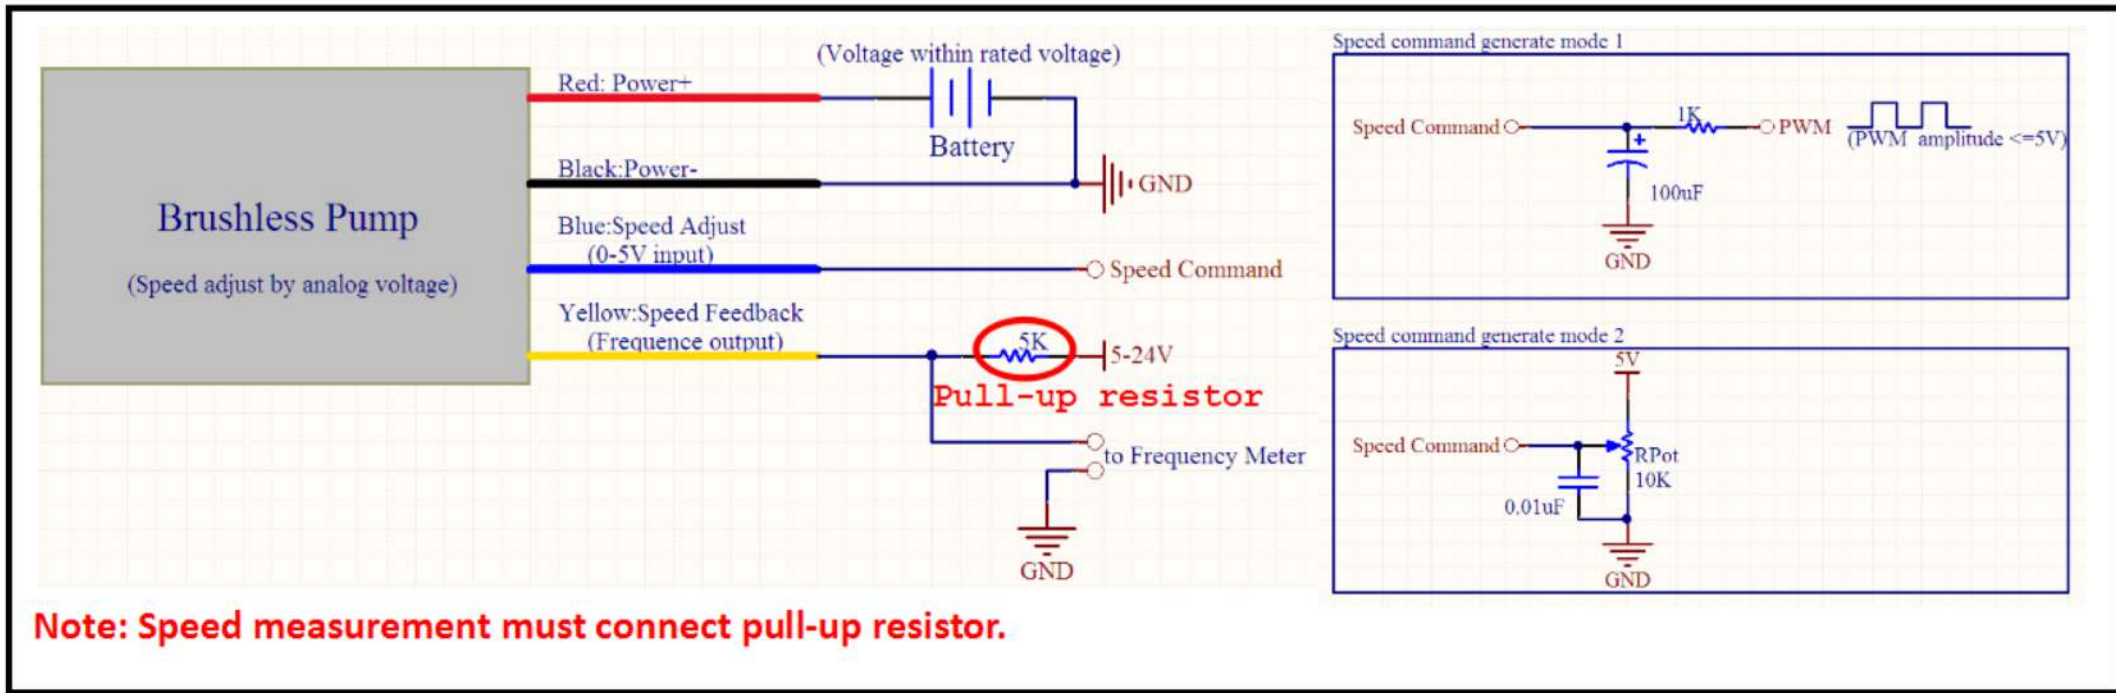 Brushless Pump
(Speed adjust by analog voltage)
Red: Power+
(Voltage within rated voltage)
Battery
Black:Power-
GND
Blue:Speed Adjust
(0-5V input)
Speed Command
Yellow:Speed Feedback
(Frequence output)
5K
5-24V
Pull-up resistor
to Frequency Meter
GND
Note: Speed measurement must connect pull-up resistor.
Speed command generate mode 1
Speed Command
1K
PWM
(PWM amplitude <=5V)
+
100uF
GND
Speed command generate mode 2
5V
Speed Command
RPot
10K
0.01uF
GND